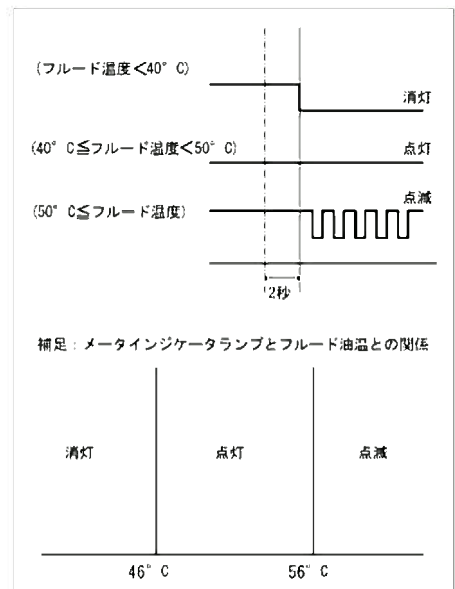 (フルード温度<40°C)
消灯
(40°C≦フルード温度<50°C)
点灯
点滅
(50°C≦フルード温度)
2秒
補足：メータインジケータランプとフルード油温との関係
消灯
点灯
点滅
46°C
56°C